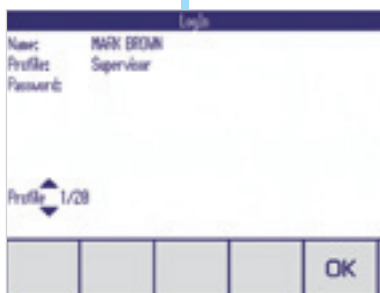 Login
Name: MARK BROWN
Profile: Supervisor
Password:
Profile 1/20
OK